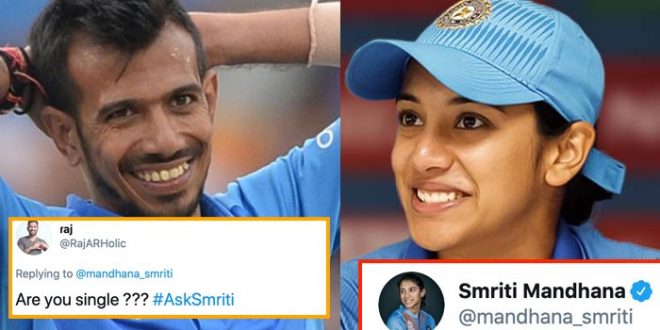 raj
@RajARHolic
Replying to @mandhana_smriti
Are you single ??? #AskSmriti
Smriti Mandhana
@mandhana_smriti